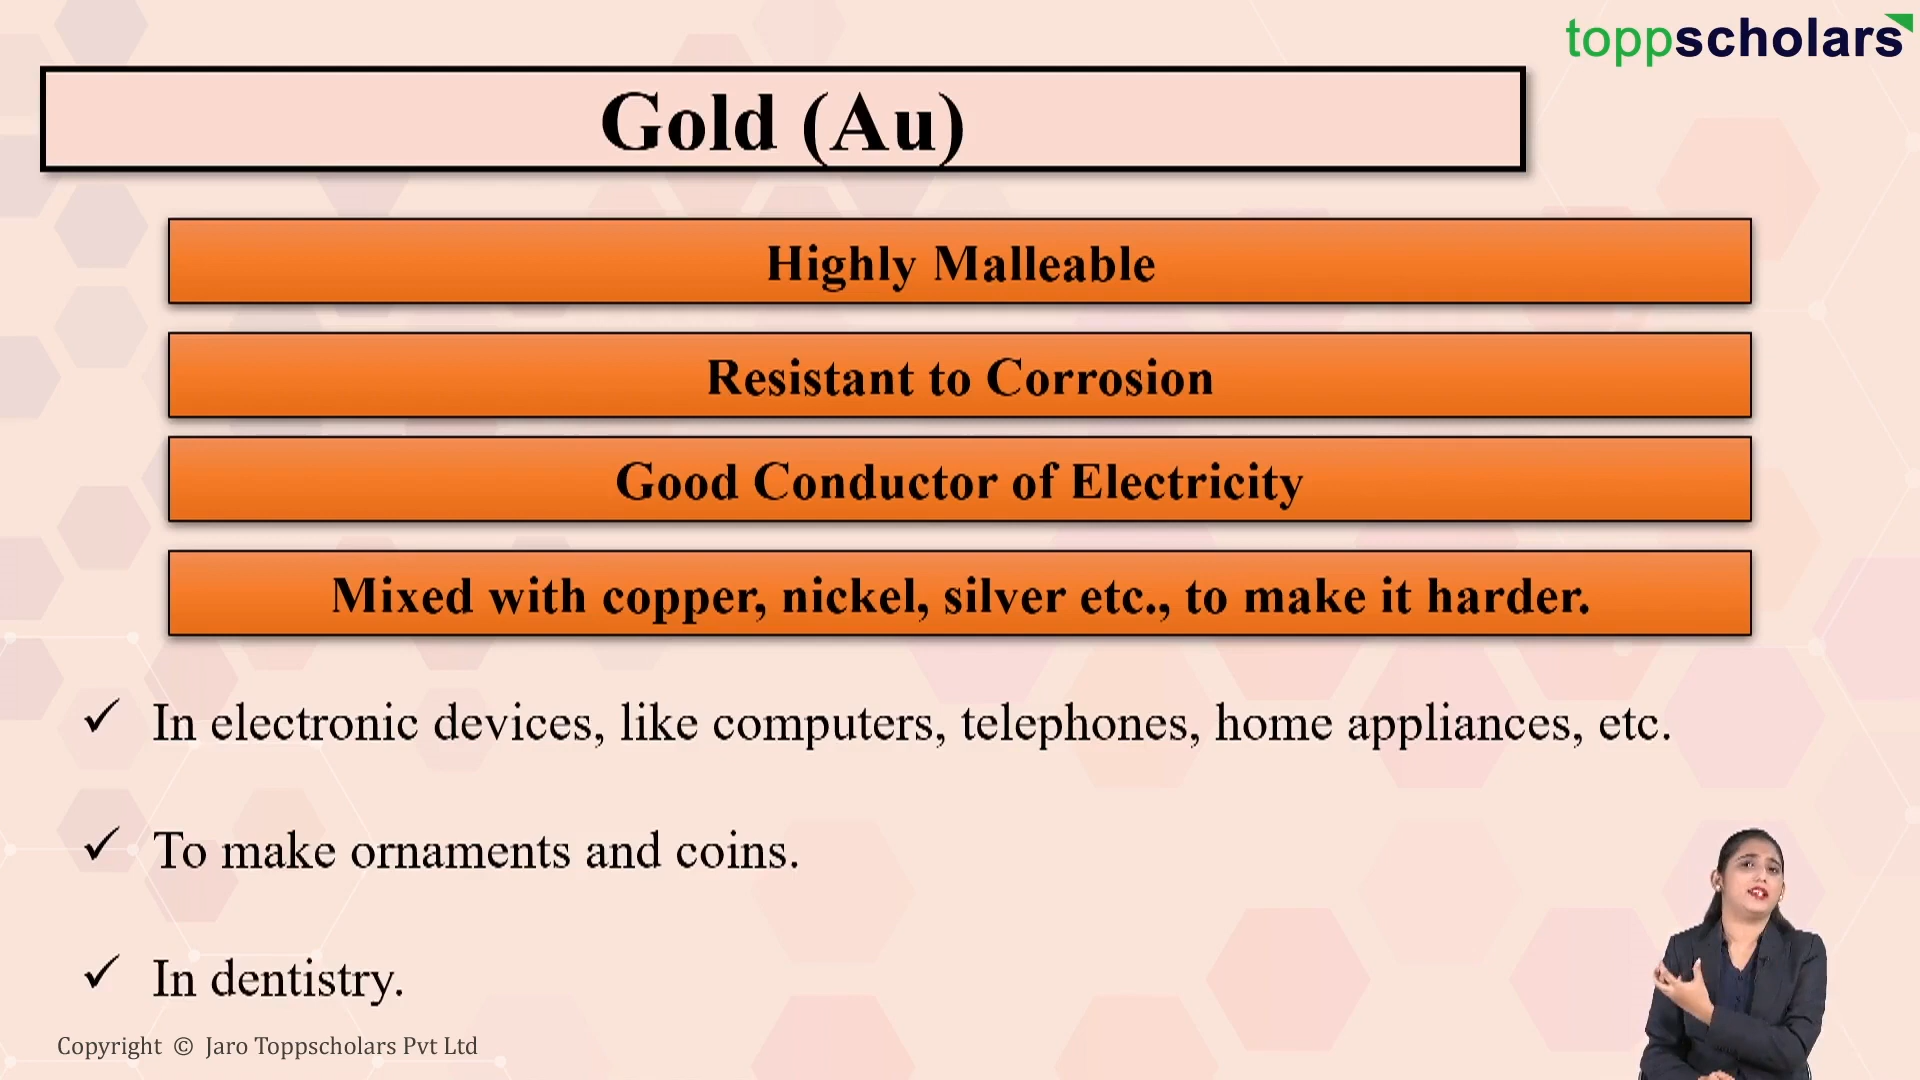 toppscholars
Gold (Au)
Highly Malleable
Resistant to Corrosion
Good Conductor of Electricity
Mixed with copper, nickel, silver etc., to make it harder.
✓ In electronic devices, like computers, telephones, home appliances, etc.
✓ To make ornaments and coins.
✓ In dentistry.
Copyright © Jaro Toppscholars Pvt Ltd